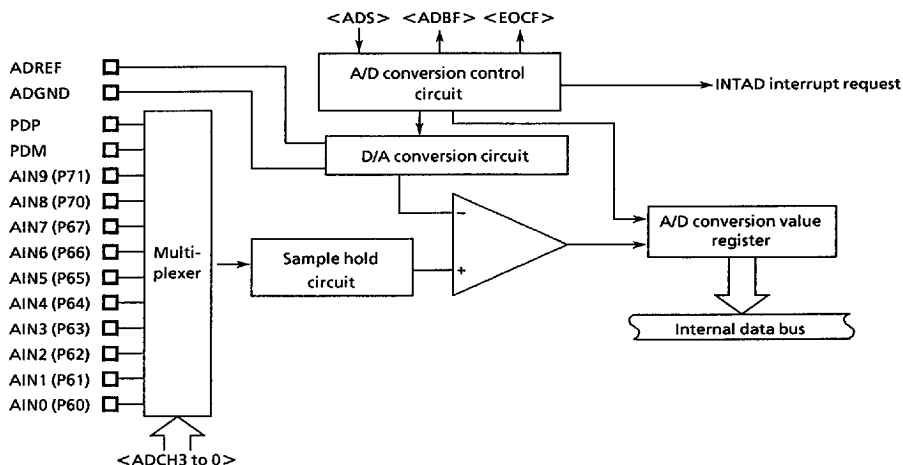 <ADS> <ADBF> <EOCF>
ADREF
ADGND
A/D conversion control
circuit
INTAD interrupt request
PDP
PDM
AIN9 (P71)
AIN8 (P70)
AIN7 (P67)
AIN6 (P66)
AIN5 (P65)
AIN4 (P64)
AIN3 (P63)
AIN2 (P62)
AIN1 (P61)
AIN0 (P60)
D/A conversion circuit
Multi-
plexer
Sample hold
circuit
−
+
A/D conversion value
register
Internal data bus
<ADCH3 to 0>